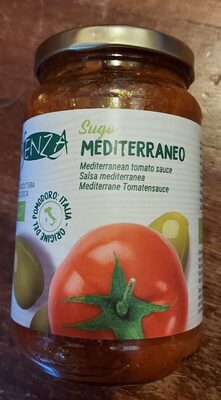 ENZA
Sugo
MEDITERRANEO
Mediterranean tomato sauce
Salsa mediterranea
Mediterrane Tomatensauce
ORIGINE DEL POMODORO: ITALIA